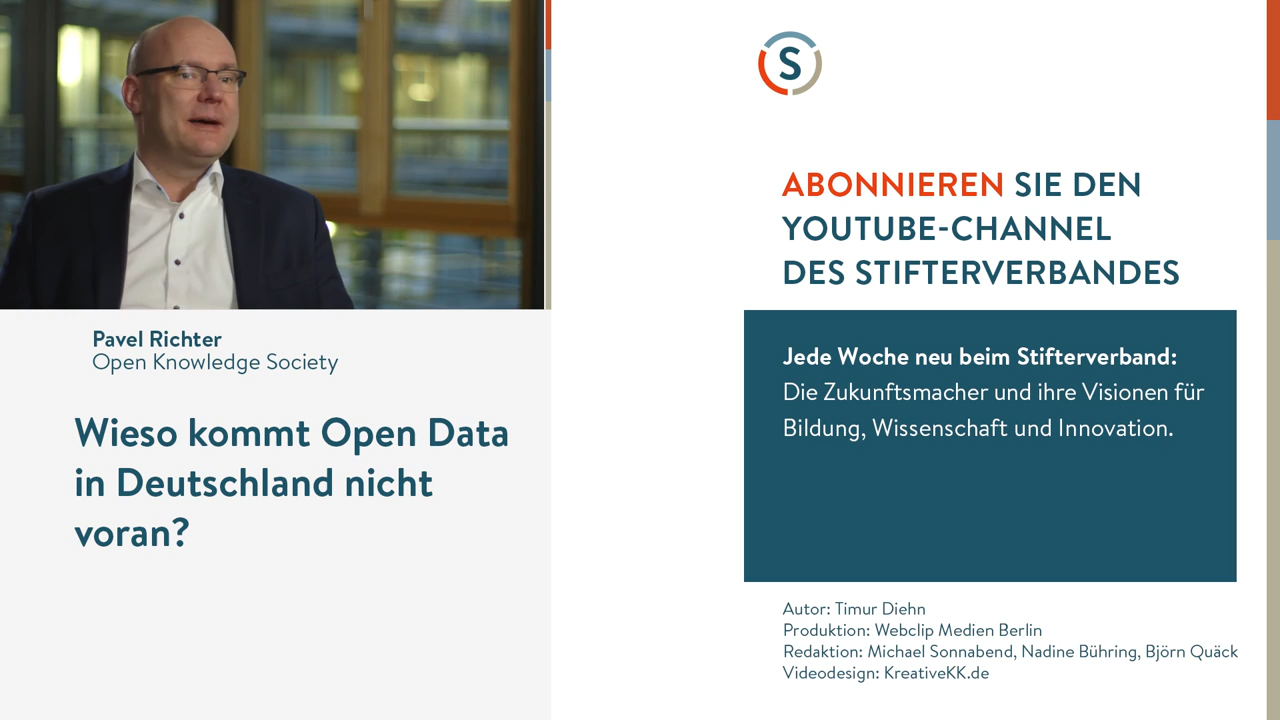 Pavel Richter
Open Knowledge Society
Wieso kommt Open Data
in Deutschland nicht
voran?
S
ABONNIEREN SIE DEN
YOUTUBE-CHANNEL
DES STIFTERVERBANDES
Jede Woche neu beim Stifterverband:
Die Zukunftsmacher und ihre Visionen für
Bildung, Wissenschaft und Innovation.
Autor: Timur Diehn
Produktion: Webclip Medien Berlin
Redaktion: Michael Sonnabend, Nadine Bühring, Björn Quäck
Videodesign: KreativeKK.de